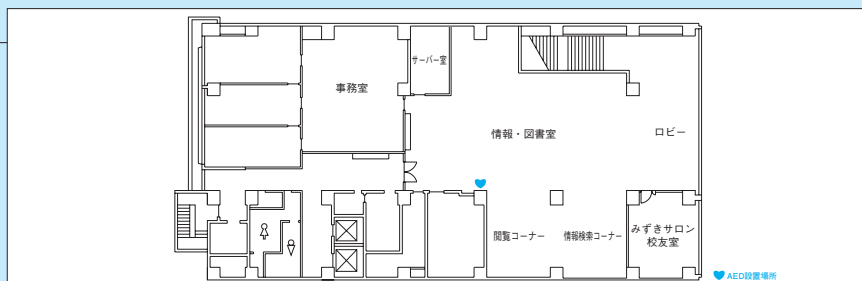 サーバー室
事務室
情報・図書室
ロビー
みずきサロン
校友室
閲覧コーナー
情報検索コーナー
AED設置場所